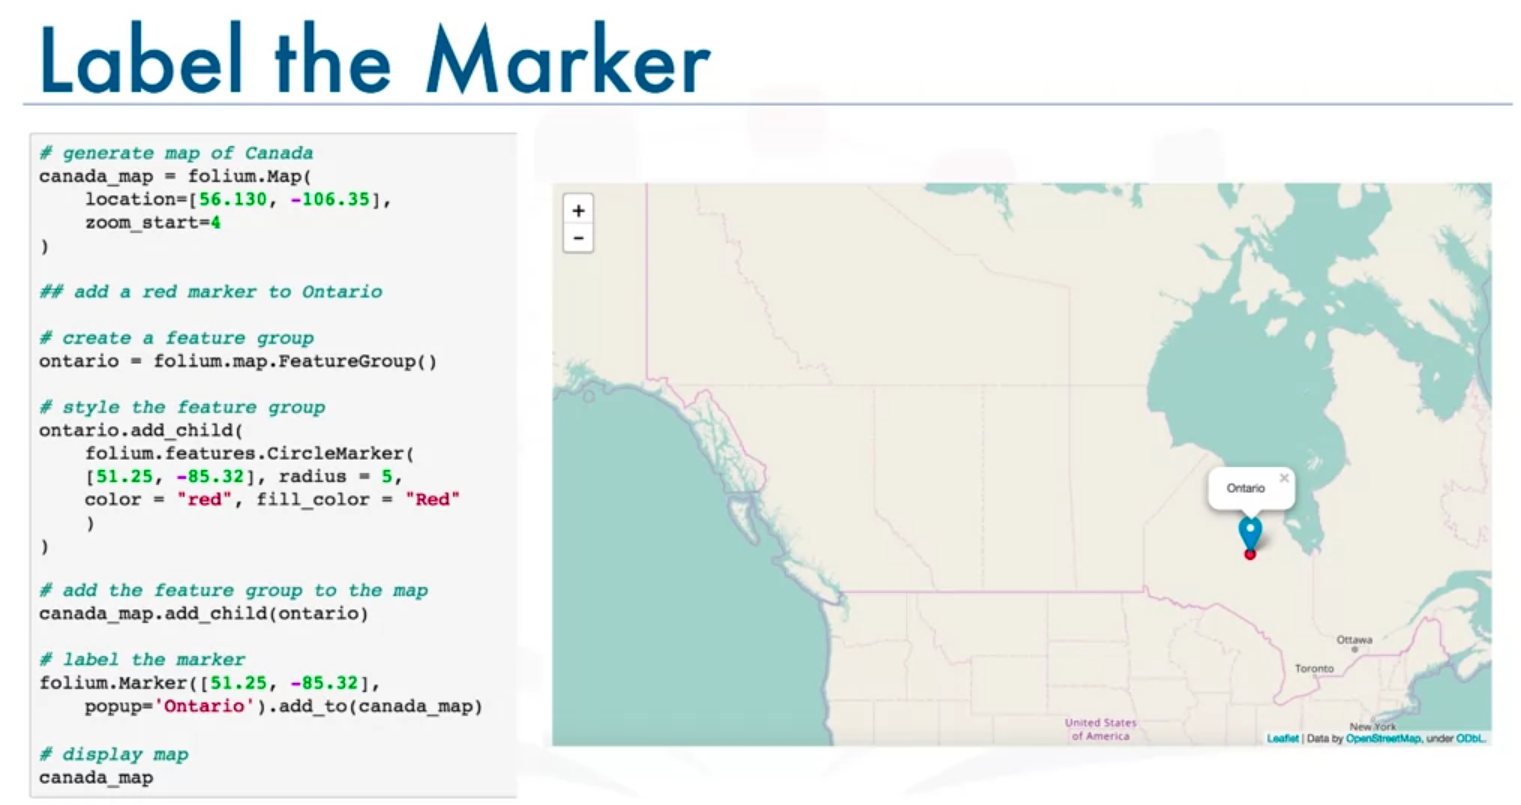 Label the Marker
# generate map of Canada
canada_map = folium.Map(
    location=[56.130, -106.35],
    zoom_start=4
)
## add a red marker to Ontario
# create a feature group
ontario = folium.map.FeatureGroup()
# style the feature group
ontario.add_child(
    folium.features.CircleMarker(
    [51.25, -85.32], radius = 5,
    color = "red", fill_color = "Red"
    )
)
# add the feature group to the map
canada_map.add_child(ontario)
# label the marker
folium.Marker([51.25, -85.32],
    popup='Ontario').add_to(canada_map)
# display map
canada_map
+
−
Ontario
×
Ottawa
Toronto
New York
United States
of America
Leaflet | Data by OpenStreetMap, under ODbL.